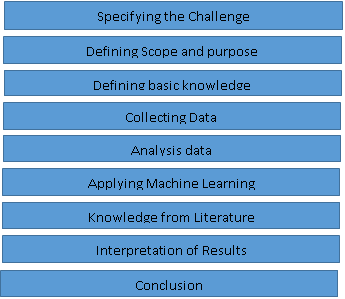 Specifying the Challenge
Defining Scope and purpose
Defining basic knowledge
Collecting Data
Analysis data
Applying Machine Learning
Knowledge from Literature
Interpretation of Results
Conclusion